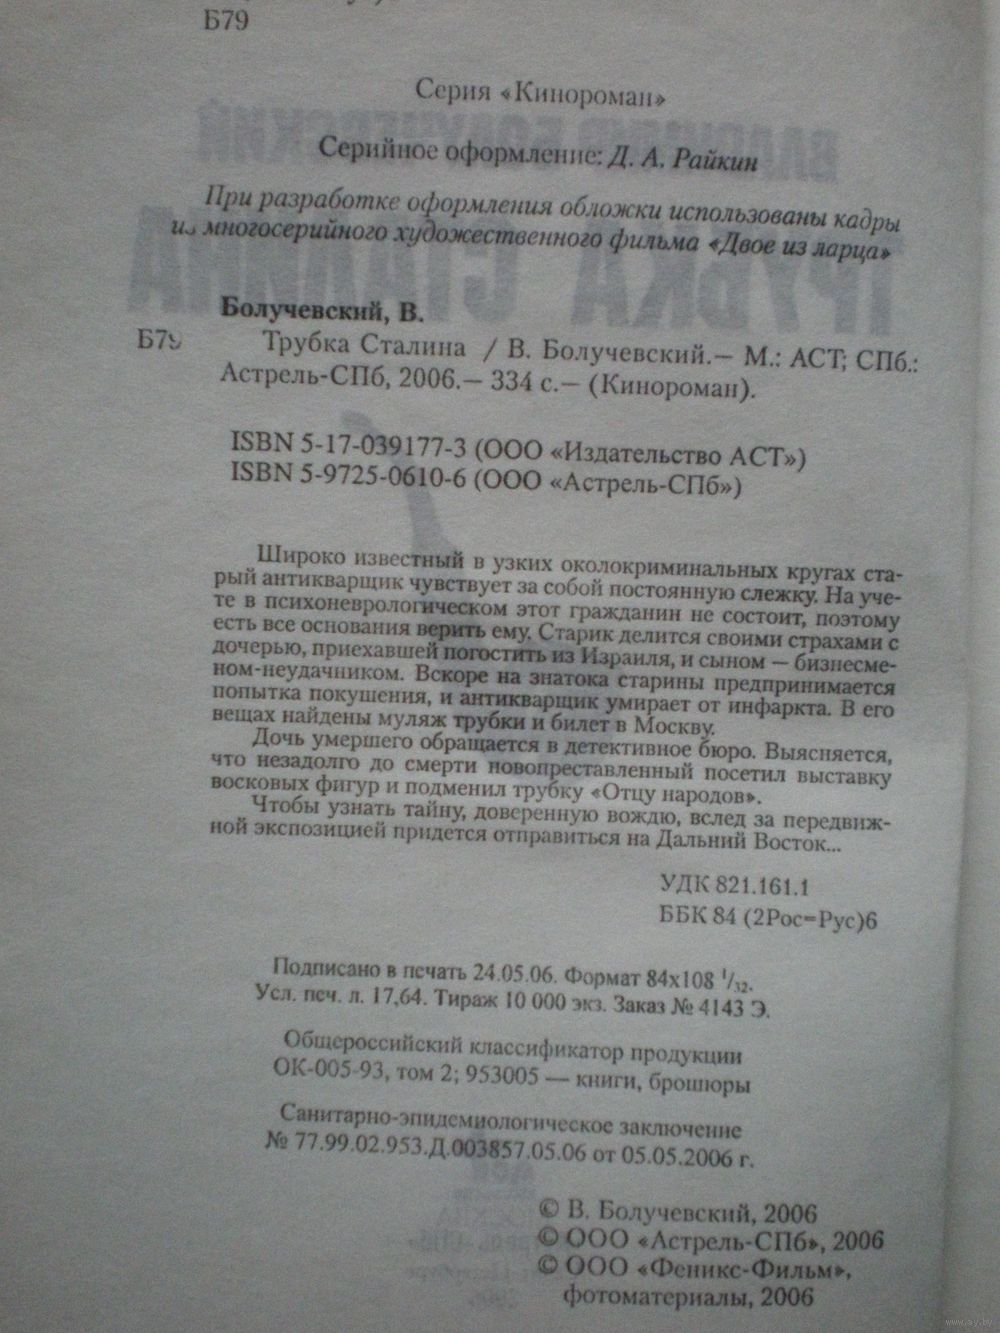 Б79
Серия «Кинороман»
Серийное оформление: Д. А. Райкин
При разработке оформления обложки использованы кадры
из многосерийного художественного фильма «Двое из ларца»
Болучевский, В.
Б79 Трубка Сталина / В. Болучевский.— М.: АСТ; СПб.:
Астрель-СПб, 2006.— 334 с.— (Кинороман).
ISBN 5-17-039177-3 (ООО «Издательство АСТ»)
ISBN 5-9725-0610-6 (ООО «Астрель-СПб»)
Широко известный в узких околокриминальных кругах ста-
рый антикварщик чувствует за собой постоянную слежку. На уче-
те в психоневрологическом этот гражданин не состоит, поэтому
есть все основания верить ему. Старик делится своими страхами с
дочерью, приехавшей погостить из Израиля, и сыном — бизнесме-
ном-неудачником. Вскоре на знатока старины предпринимается
попытка покушения, и антикварщик умирает от инфаркта. В его
вещах найдены муляж трубки и билет в Москву.
Дочь умершего обращается в детективное бюро. Выясняется,
что незадолго до смерти новопреставленный посетил выставку
восковых фигур и подменил трубку «Отцу народов».
Чтобы узнать тайну, доверенную вождю, вслед за передвиж-
ной экспозицией придется отправиться на Дальний Восток...
УДК 821.161.1
ББК 84 (2Рос=Рус)6
Подписано в печать 24.05.06. Формат 84х108 1/32.
Усл. печ. л. 17,64. Тираж 10 000 экз. Заказ № 4143 Э.
Общероссийский классификатор продукции
ОК-005-93, том 2; 953005 — книги, брошюры
Санитарно-эпидемиологическое заключение
№ 77.99.02.953.Д.003857.05.06 от 05.05.2006 г.
© В. Болучевский, 2006
© ООО «Астрель-СПб», 2006
© ООО «Феникс-Фильм»,
фотоматериалы, 2006
www.ay.by